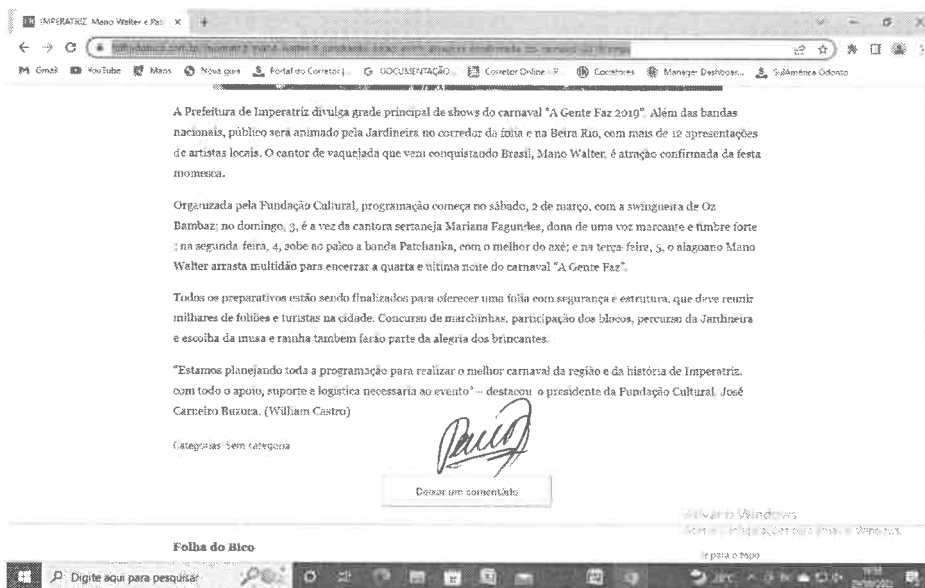 IMPERATRIZ: Mano Walter e Pat
Gmail YouTube Maps Nova guia Portal do Corretor DOCUMENTAÇÃO Corretor Online Corretores Manager Dashboar... SulAmérica Odonto
A Prefeitura de Imperatriz divulga grade principal de shows do carnaval “A Gente Faz 2019”. Além das bandas
nacionais, público será animado pela Jardineira no corredor da folia e na Beira Rio, com mais de 12 apresentações
de artistas locais. O cantor de vaquejada que vem conquistando Brasil, Mano Walter, é atração confirmada da festa
momesca.
Organizada pela Fundação Cultural, programação começa no sábado, 2 de março, com a swingueira de Oz
Bambaz; no domingo, 3, é a vez da cantora sertaneja Mariana Fagundes, dona de uma voz marcante e timbre forte
; na segunda-feira, 4, sobe ao palco a banda Patchanka, com o melhor do axé; e na terça-feira, 5, o alagoano Mano
Walter arrasta multidão para encerrar a quarta e ultima noite do carnaval “A Gente Faz”.
Todos os preparativos estão sendo finalizados para oferecer uma folia com segurança e estrutura, que deve reunir
milhares de foliões e turistas na cidade. Concurso de marchinhas, participação dos blocos, percurso da Jardineira
e escolha da musa e rainha também farão parte da alegria dos brincantes.
“Estamos planejando toda a programação para realizar o melhor carnaval da região e da história de Imperatriz,
com todo o apoio, suporte e logística necessaria ao evento” – destacou o presidente da Fundação Cultural, José
Carneiro Buzuca. (William Castro)
Categorias: Sem categoria
Deixar um comentário
Ativar o Windows
Folha do Bico
Ir para o topo
Digite aqui para pesquisar